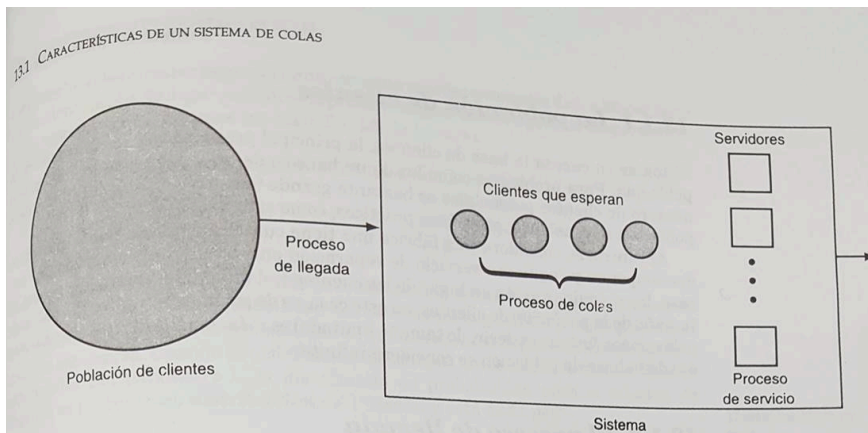 13.1 CARACTERÍSTICAS DE UN SISTEMA DE COLAS
Servidores
Clientes que esperan
Proceso
de llegada
Proceso de colas
Población de clientes
Proceso
de servicio
Sistema